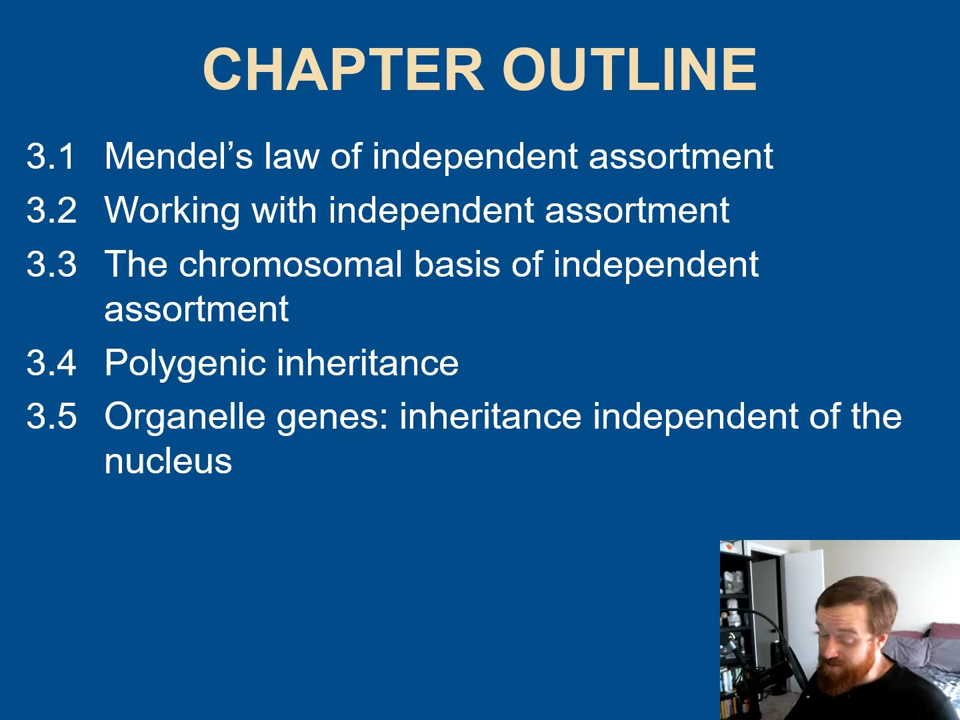 CHAPTER OUTLINE
3.1 Mendel’s law of independent assortment
3.2 Working with independent assortment
3.3 The chromosomal basis of independent
assortment
3.4 Polygenic inheritance
3.5 Organelle genes: inheritance independent of the
nucleus